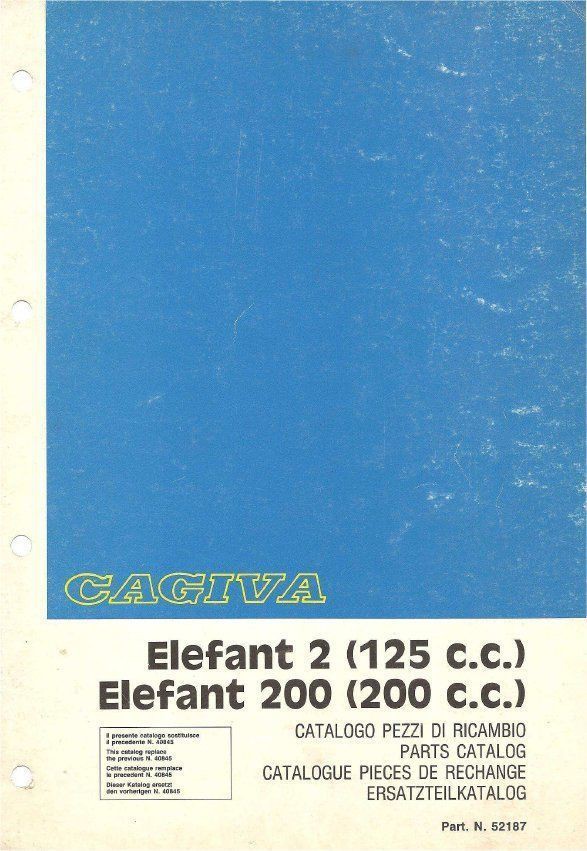 CAGIVA
Elefant 2 (125 c.c.)
Elefant 200 (200 c.c.)
Il presente catalogo sostituisce
il precedente N. 40845
This catalog replace
the previous N. 40845
Cette catalogue remplace
le precedent N. 40845
Dieser Katalog ersetzt
den vorherigen N. 40845
CATALOGO PEZZI DI RICAMBIO
PARTS CATALOG
CATALOGUE PIECES DE RECHANGE
ERSATZTEILKATALOG
Part. N. 52187